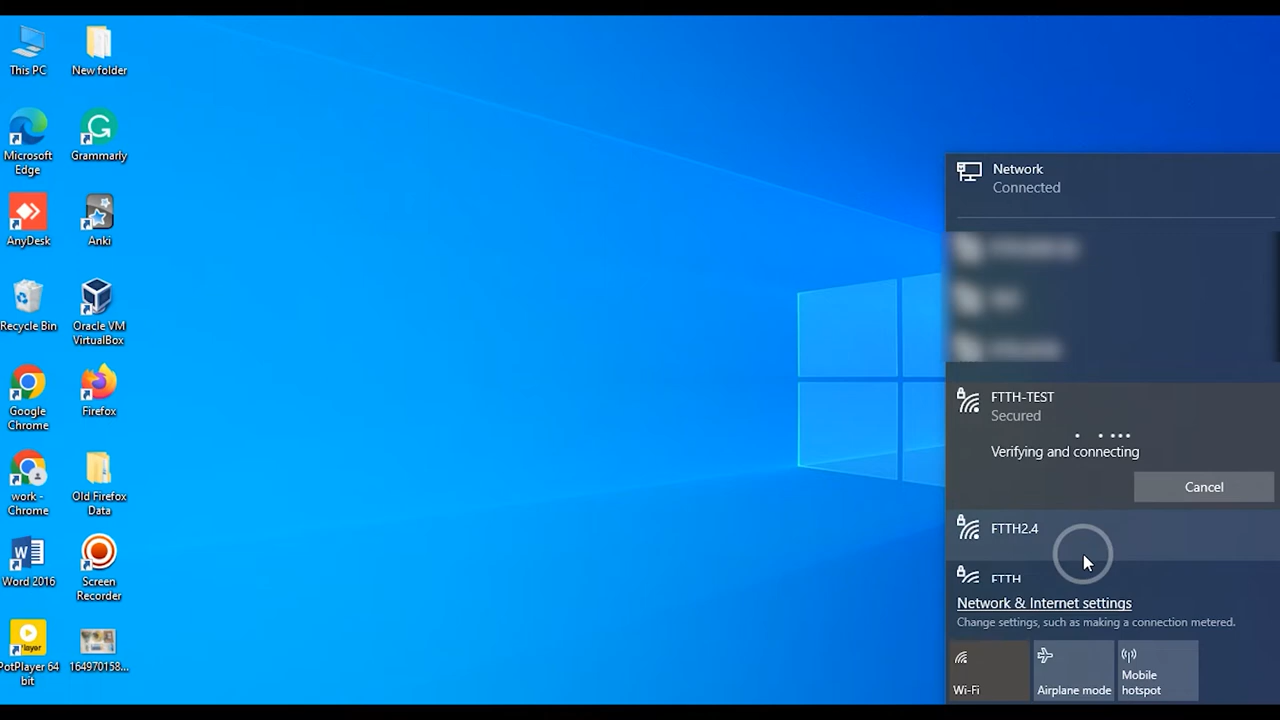 This PC
New folder
Microsoft
Edge
Grammarly
AnyDesk
Anki
Recycle Bin
Oracle VM
VirtualBox
Google
Chrome
Firefox
work -
Chrome
Old Firefox
Data
Word 2016
Screen
Recorder
Player
PotPlayer 64
bit
164970158...
Network
Connected
FTTH-TEST
Secured
Verifying and connecting
Cancel
FTTH2.4
FTTH
Network & Internet settings
Change settings, such as making a connection metered.
Wi-Fi
Airplane mode
Mobile
hotspot